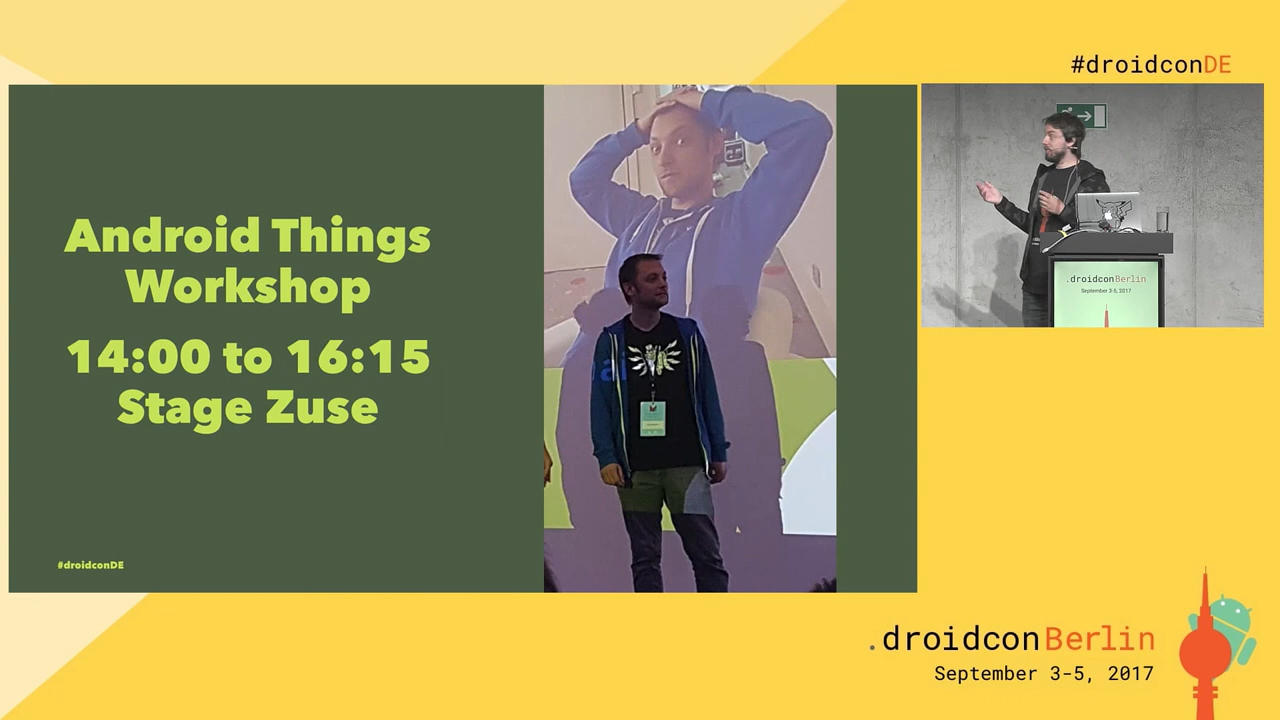 #droidconDE
Android Things
Workshop
14:00 to 16:15
Stage Zuse
#droidconDE
.droidconBerlin
September 3-5, 2017
.droidconBerlin
September 3-5, 2017